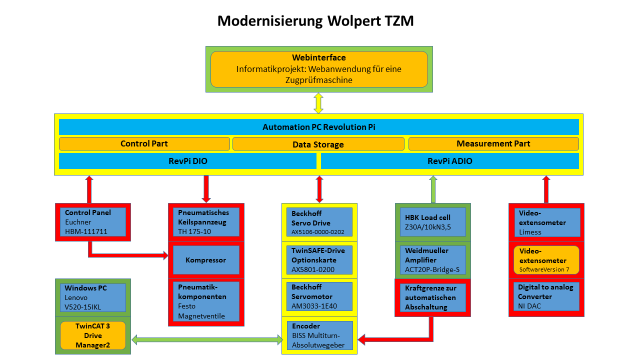 Modernisierung Wolpert TZM
Webinterface
Informatikprojekt: Webanwendung für eine
Zugprüfmaschine
Automation PC Revolution Pi
Control Part
Data Storage
Measurement Part
RevPi DIO
RevPi ADIO
Control Panel
Euchner
HBM-111711
Pneumatisches
Keilspannzeug
TH 175-10
Kompressor
Pneumatik-
komponenten
Festo
Magnetventile
Beckhoff
Servo Drive
AX5106-0000-0202
TwinSAFE-Drive
Optionskarte
AX5801-0200
Beckhoff
Servomotor
AM3033-1E40
Encoder
BISS Multiturn-
Absolutwegeber
HBK Load cell
Z30A/10kN3,5
Weidmueller
Amplifier
ACT20P-Bridge-S
Kraftgrenze zur
automatischen
Abschaltung
Video-
extensometer
Limess
Video-
extensometer
SoftwareVersion 7
Digital to analog
Converter
NI DAC
Windows PC
Lenovo
V520-15IKL
TwinCAT 3
Drive
Manager2